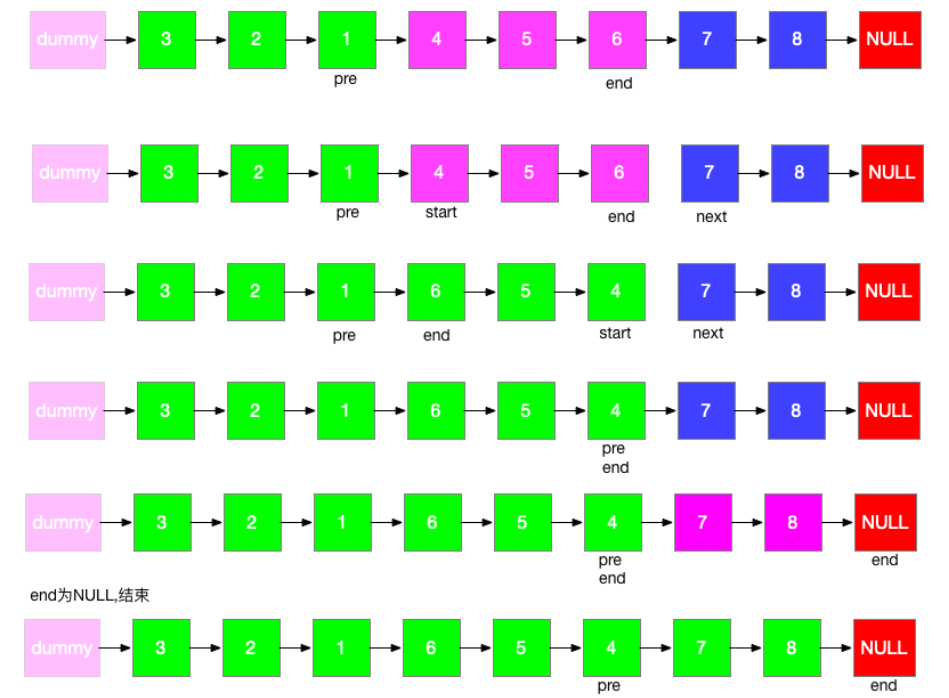 dummy 3 2 1 4 5 6 7 8 NULL
pre end
dummy 3 2 1 4 5 6 7 8 NULL
pre start end next
dummy 3 2 1 6 5 4 7 8 NULL
pre end start next
dummy 3 2 1 6 5 4 7 8 NULL
pre
end
dummy 3 2 1 6 5 4 7 8 NULL
pre end
end
end为NULL,结束
dummy 3 2 1 6 5 4 7 8 NULL
pre end